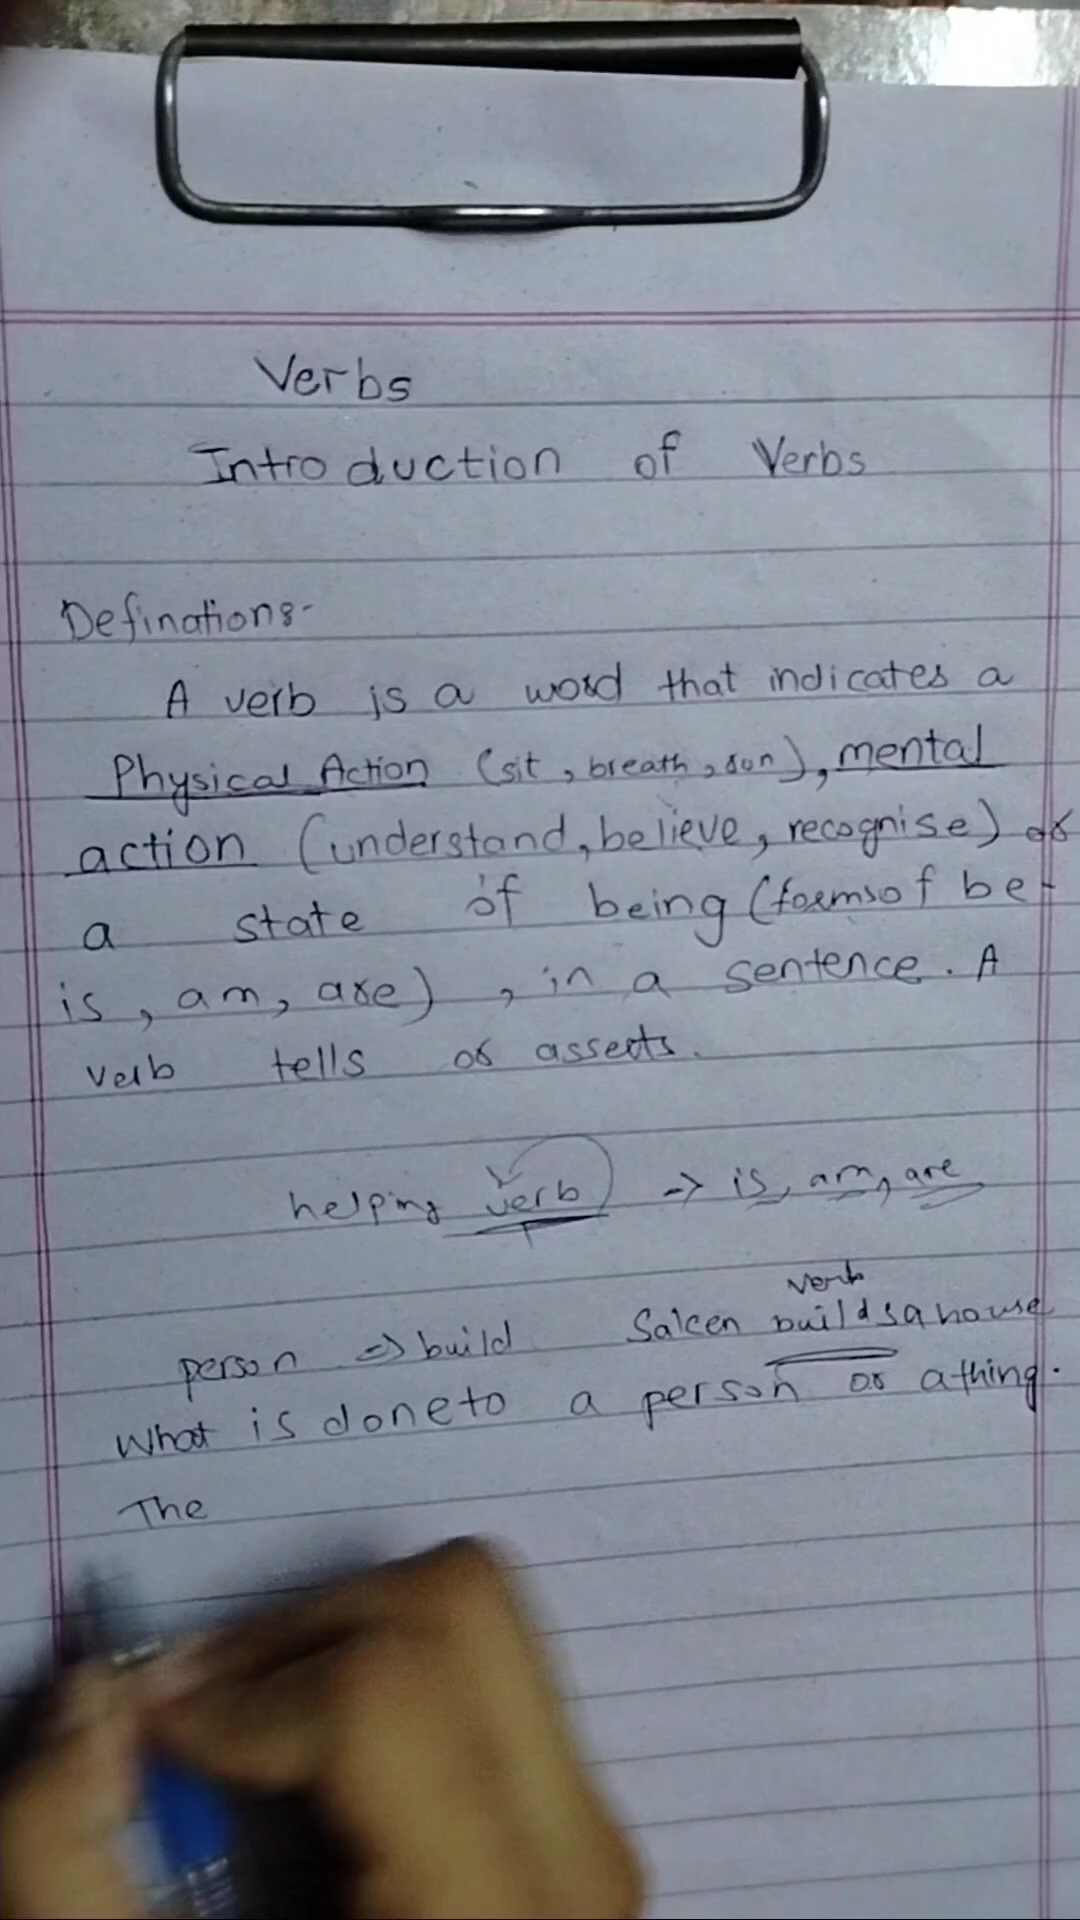 Verbs
Introduction of Verbs
Definations:-
A verb is a word that indicates a
Physical Action (sit, breath, run), mental
action (understand, believe, recognise) or
a state of being (forms of be -
is, am, are) , in a sentence. A
verb tells or asserts.
helping verb -> is, am, are
verb
person => build Saleen builds a house
What is done to a person or a thing.
The